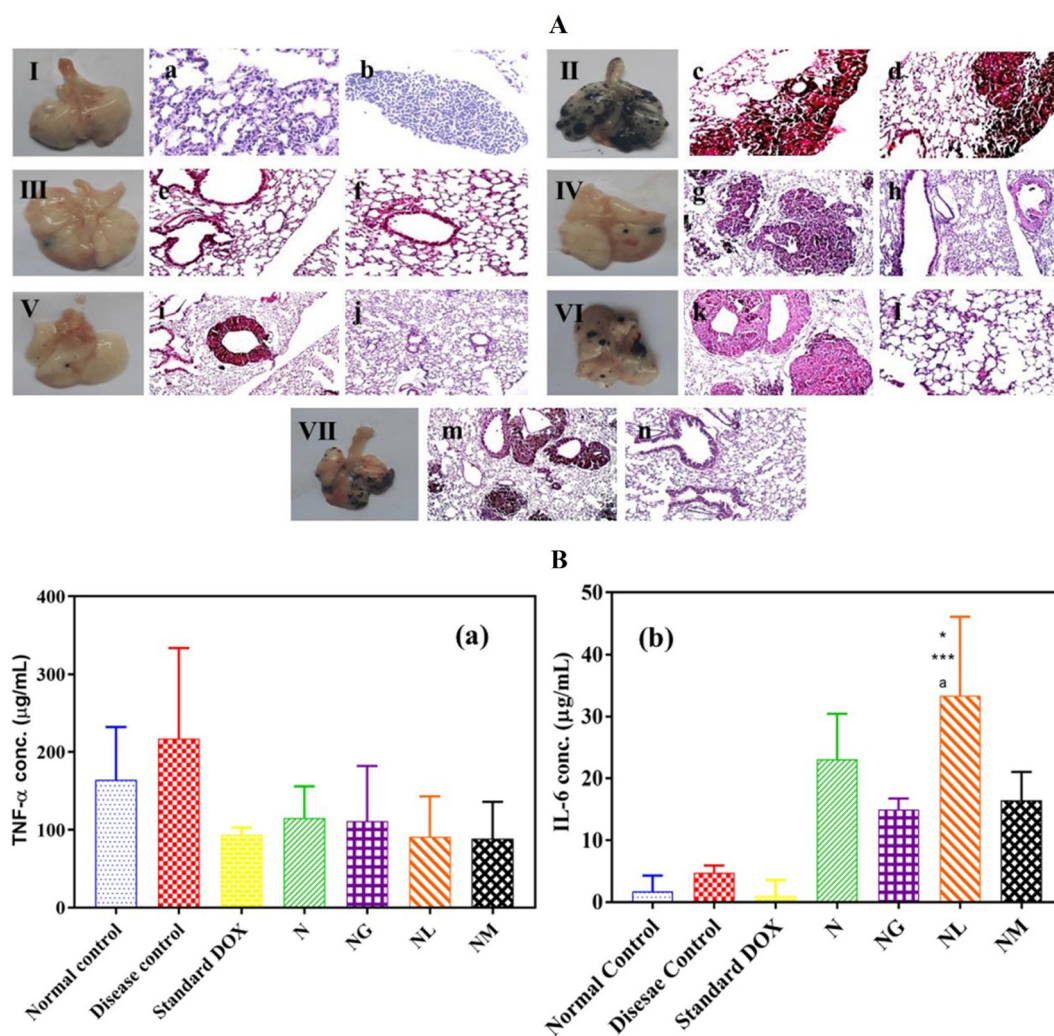 A
I a b II c d
III e f IV g h
V i j VI k l
VII m n
B
(a)
TNF-α conc. (µg/mL)
400
300
200
100
0
Normal control
Disease control
Standard DOX
N
NG
NL
NM
(b)
IL-6 conc. (µg/mL)
50
40
30
20
10
0
*
***
a
Normal Control
Disesae Control
Standard DOX
N
NG
NL
NM